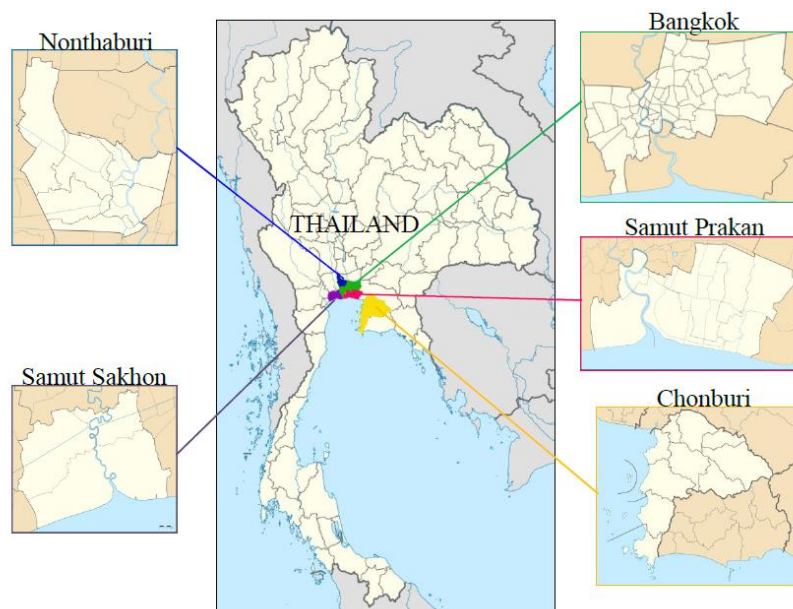 Nonthaburi
Bangkok
THAILAND
Samut Prakan
Samut Sakhon
Chonburi